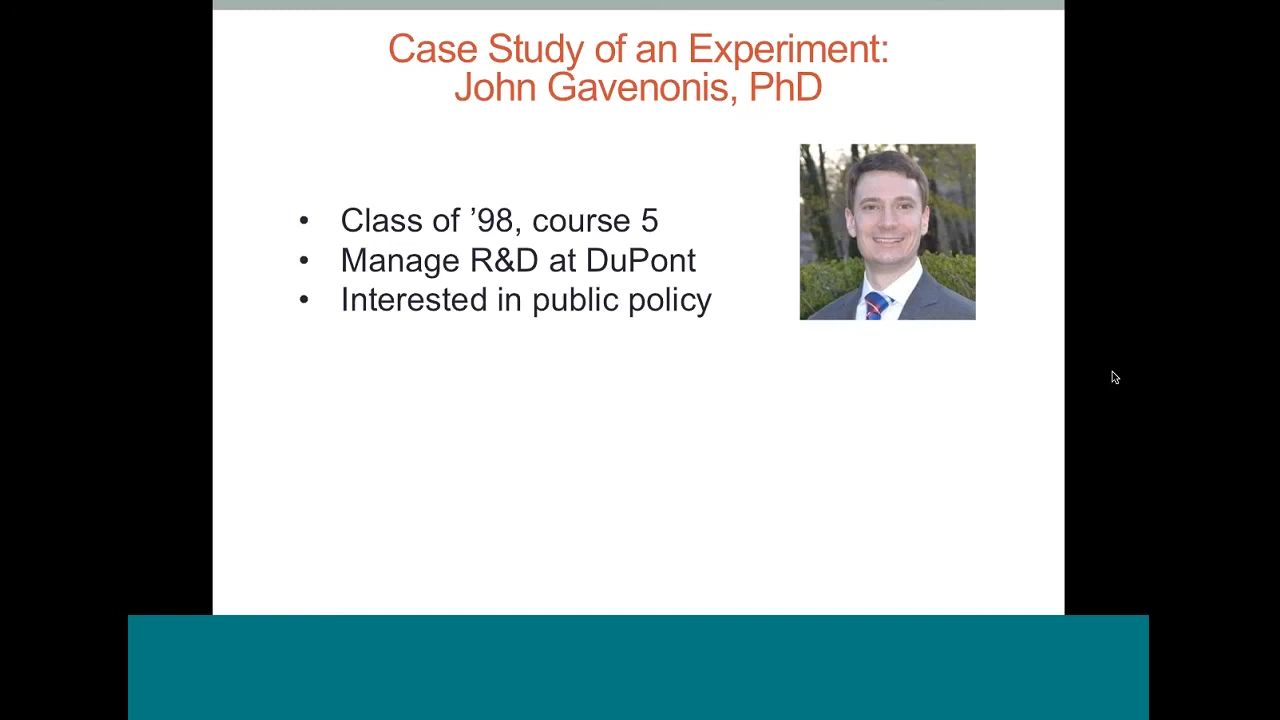 Case Study of an Experiment:
John Gavenonis, PhD
• Class of ’98, course 5
• Manage R&D at DuPont
• Interested in public policy